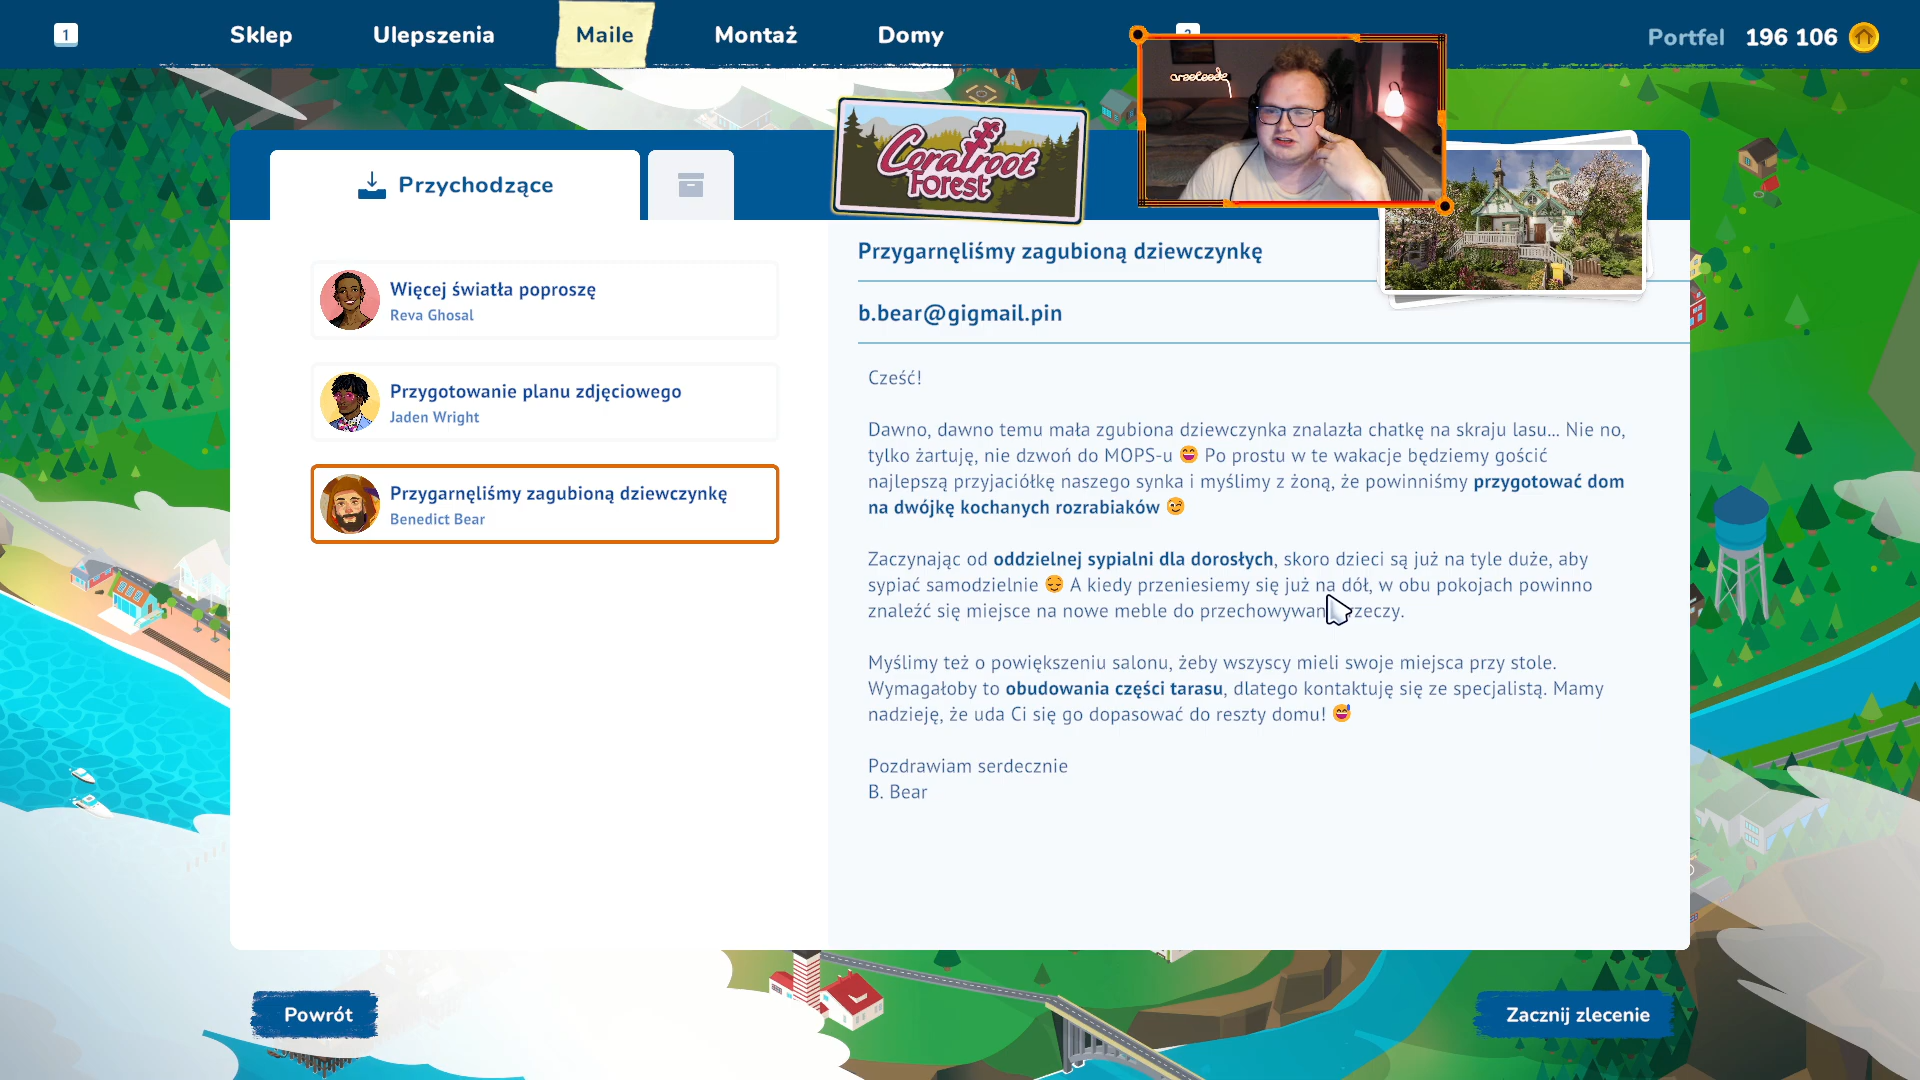 1
Sklep
Ulepszenia
Maile
Montaż
Domy
Portfel 196 106
Coralroot
Forest
Przychodzące
Więcej światła poproszę
Reva Ghosal
Przygotowanie planu zdjęciowego
Jaden Wright
Przygarnęliśmy zagubioną dziewczynkę
Benedict Bear
Przygarnęliśmy zagubioną dziewczynkę
b.bear@gigmail.pin
Cześć!
Dawno, dawno temu mała zgubiona dziewczynka znalazła chatkę na skraju lasu... Nie no,
tylko żartuję, nie dzwoń do MOPS-u 😄 Po prostu w te wakacje będziemy gościć
najlepszą przyjaciółkę naszego synka i myślimy z żoną, że powinniśmy przygotować dom
na dwójkę kochanych rozrabiaków 😉
Zaczynając od oddzielnej sypialni dla dorosłych, skoro dzieci są już na tyle duże, aby
sypiać samodzielnie 😌 A kiedy przeniesiemy się już na dół, w obu pokojach powinno
znaleźć się miejsce na nowe meble do przechowywan rzeczy.
Myślimy też o powiększeniu salonu, żeby wszyscy mieli swoje miejsca przy stole.
Wymagałoby to obudowania części tarasu, dlatego kontaktuję się ze specjalistą. Mamy
nadzieję, że uda Ci się go dopasować do reszty domu! 😅
Pozdrawiam serdecznie
B. Bear
Powrót
Zacznij zlecenie